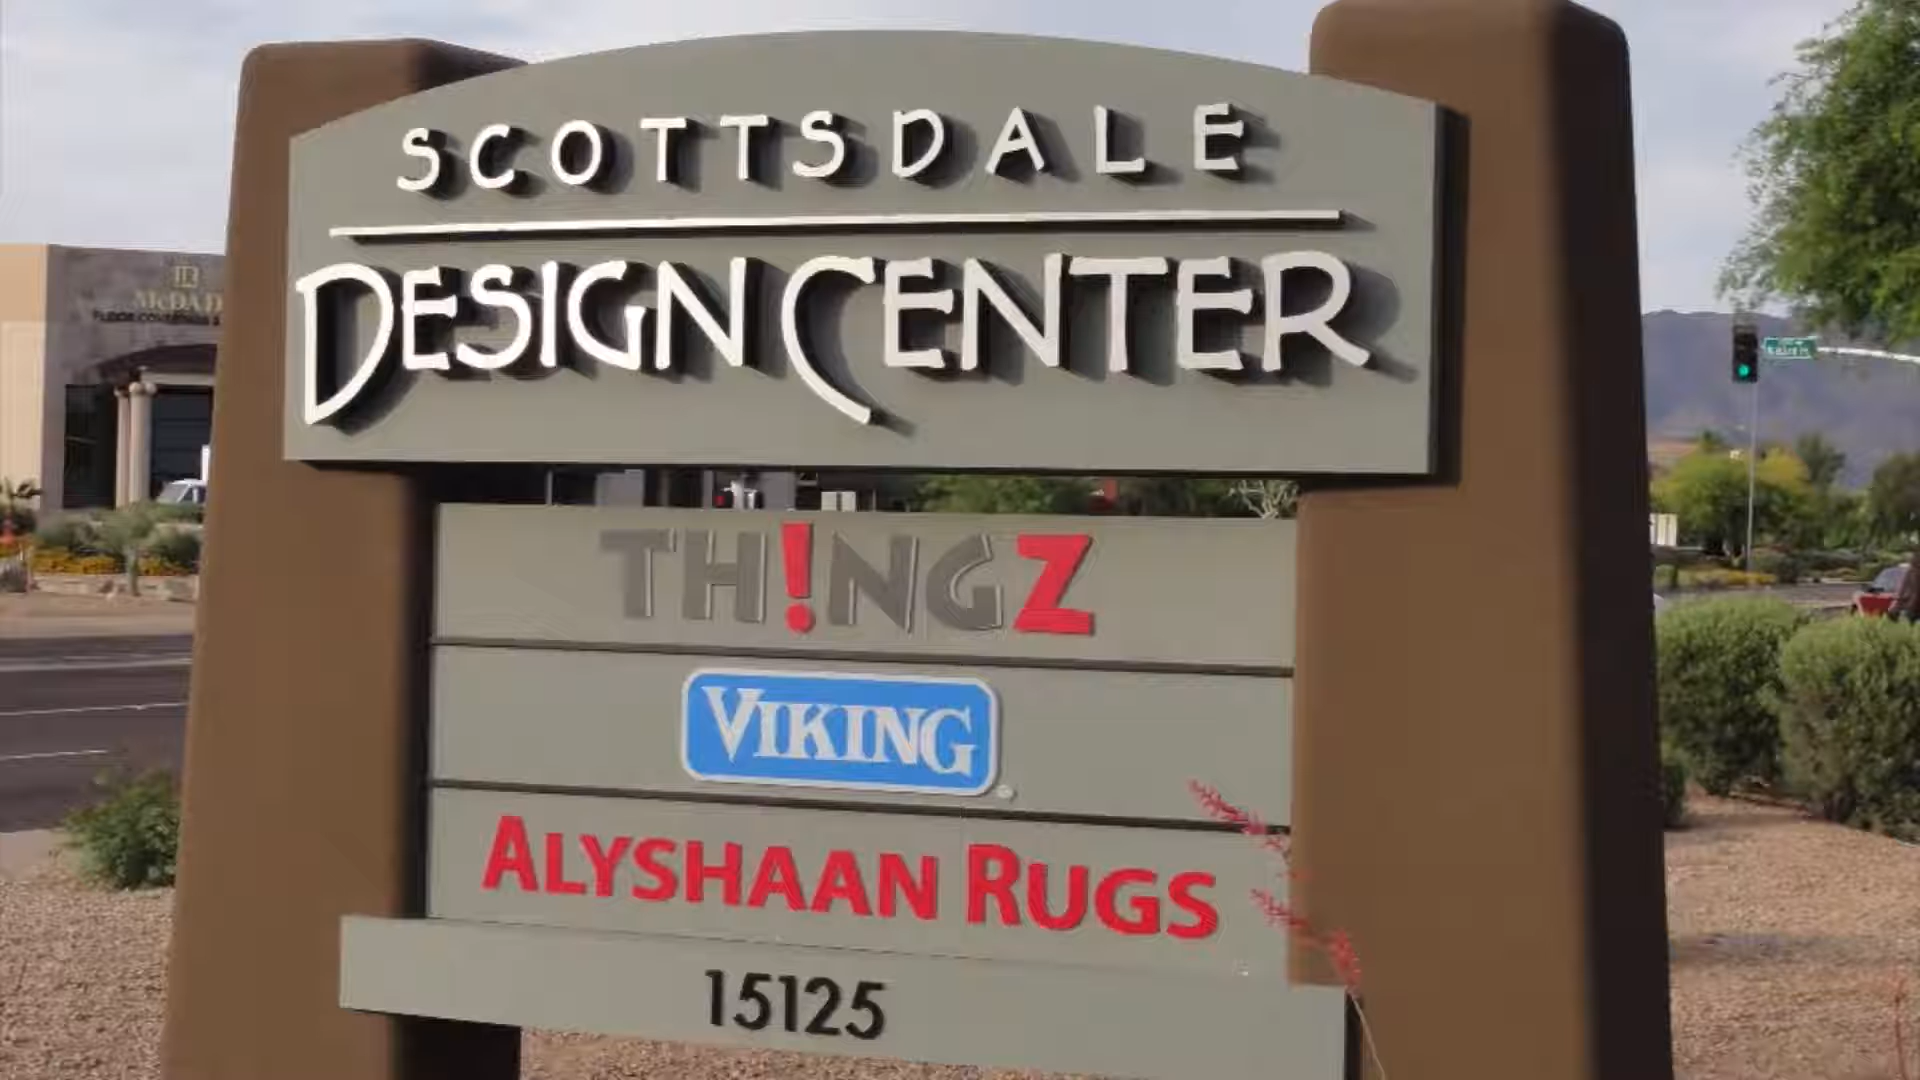 SCOTTSDALE
DESIGN CENTER
TH!NGZ
VIKING
ALYSHAAN RUGS
15125